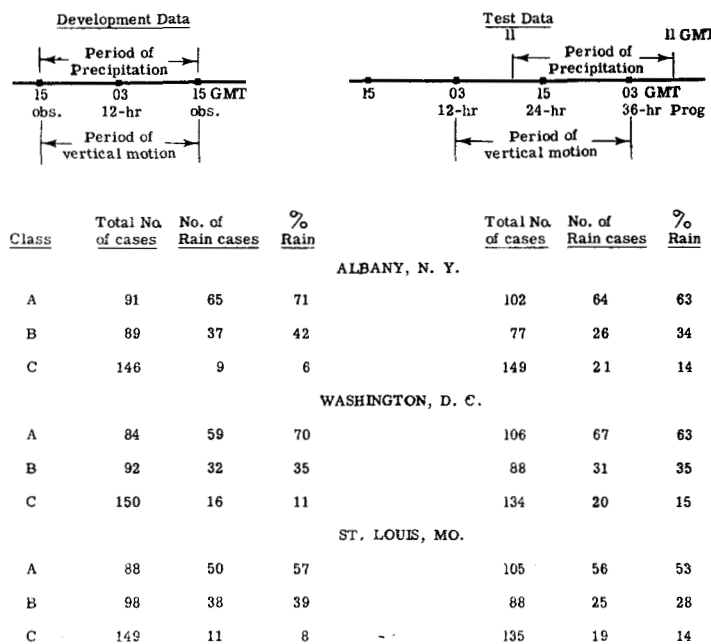 Development Data
Test Data
11 11 GMT
Period of Precipitation
Period of Precipitation
15 03 15 GMT
obs. 12-hr obs.
15 03 15 03 GMT
12-hr 24-hr 36-hr Prog
Period of vertical motion
Period of vertical motion
Class Total No. of cases No. of Rain cases % Rain Total No. of cases No. of Rain cases % Rain
ALBANY, N. Y.
A 91 65 71 102 64 63
B 89 37 42 77 26 34
C 146 9 6 149 21 14
WASHINGTON, D. C.
A 84 59 70 106 67 63
B 92 32 35 88 31 35
C 150 16 11 134 20 15
ST. LOUIS, MO.
A 88 50 57 105 56 53
B 98 38 39 88 25 28
C 149 11 8 135 19 14